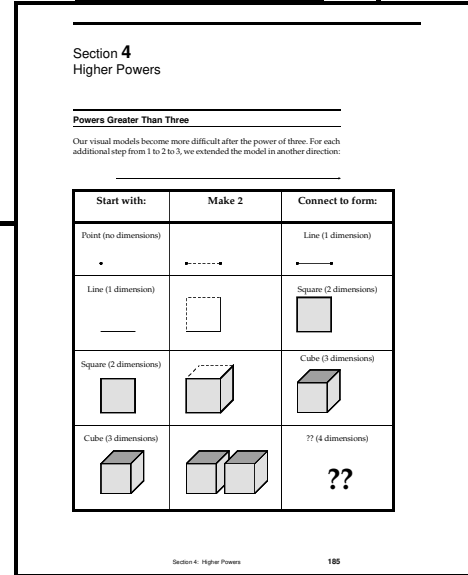 Section 4
Higher Powers
Powers Greater Than Three
Our visual models become more difficult after the power of three. For each
additional step from 1 to 2 to 3, we extended the model in another direction:
Start with:
Make 2
Connect to form:
Point (no dimensions)
Line (1 dimension)
Line (1 dimension)
Square (2 dimensions)
Square (2 dimensions)
Cube (3 dimensions)
Cube (3 dimensions)
?? (4 dimensions)
??
Section 4: Higher Powers
185